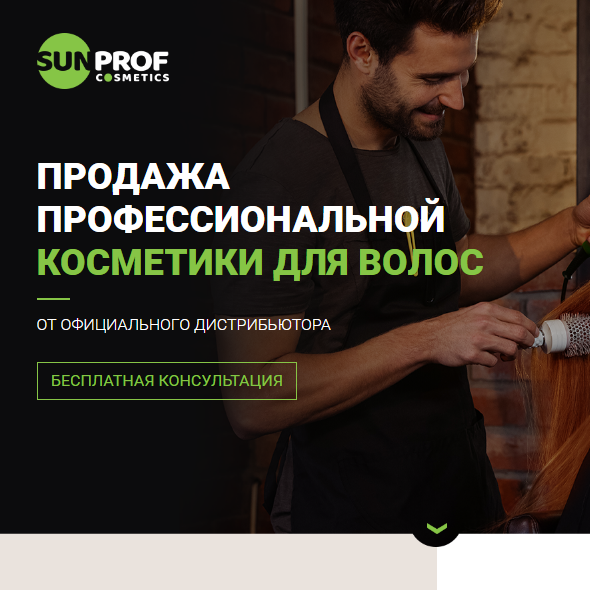 SUN PROF
COSMETICS
ПРОДАЖА
ПРОФЕССИОНАЛЬНОЙ
КОСМЕТИКИ ДЛЯ ВОЛОС
ОТ ОФИЦИАЛЬНОГО ДИСТРИБЬЮТОРА
БЕСПЛАТНАЯ КОНСУЛЬТАЦИЯ